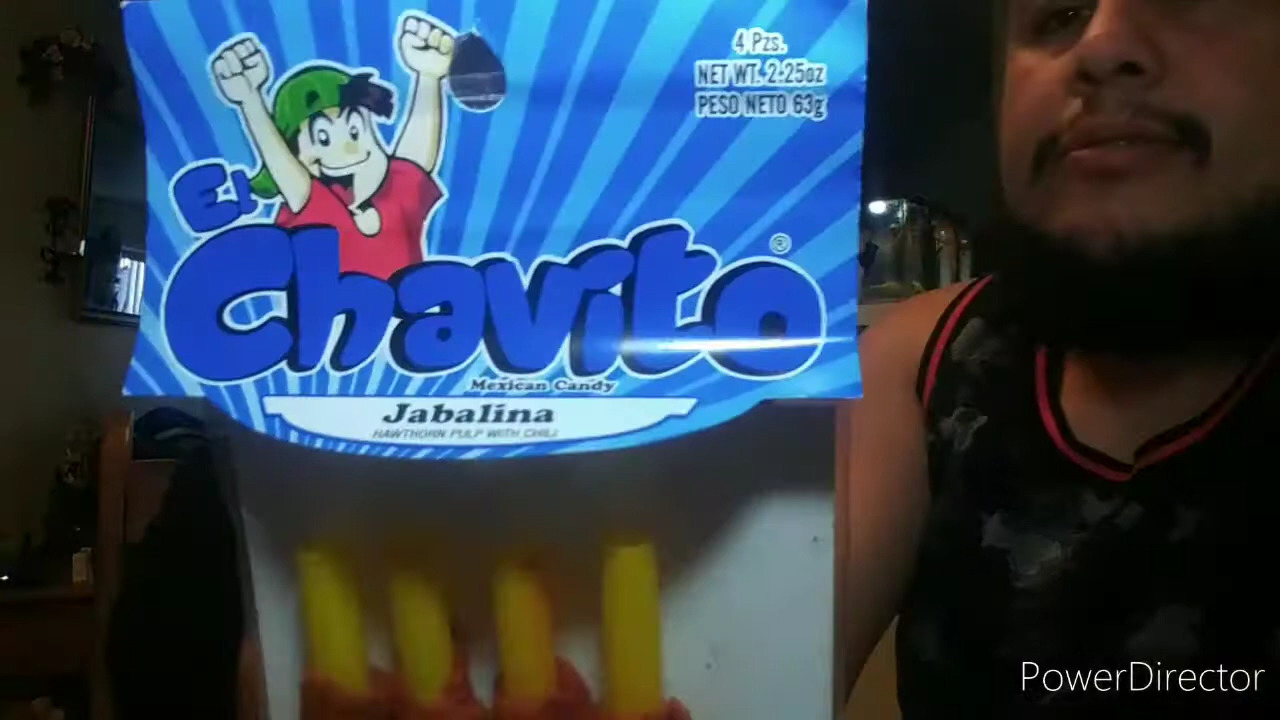 4 Pzs.
NET WT. 2.25oz
PESO NETO 63g
El
Chavito®
Mexican Candy
Jabalina
HAWTHORN PULP WITH CHILI
PowerDirector